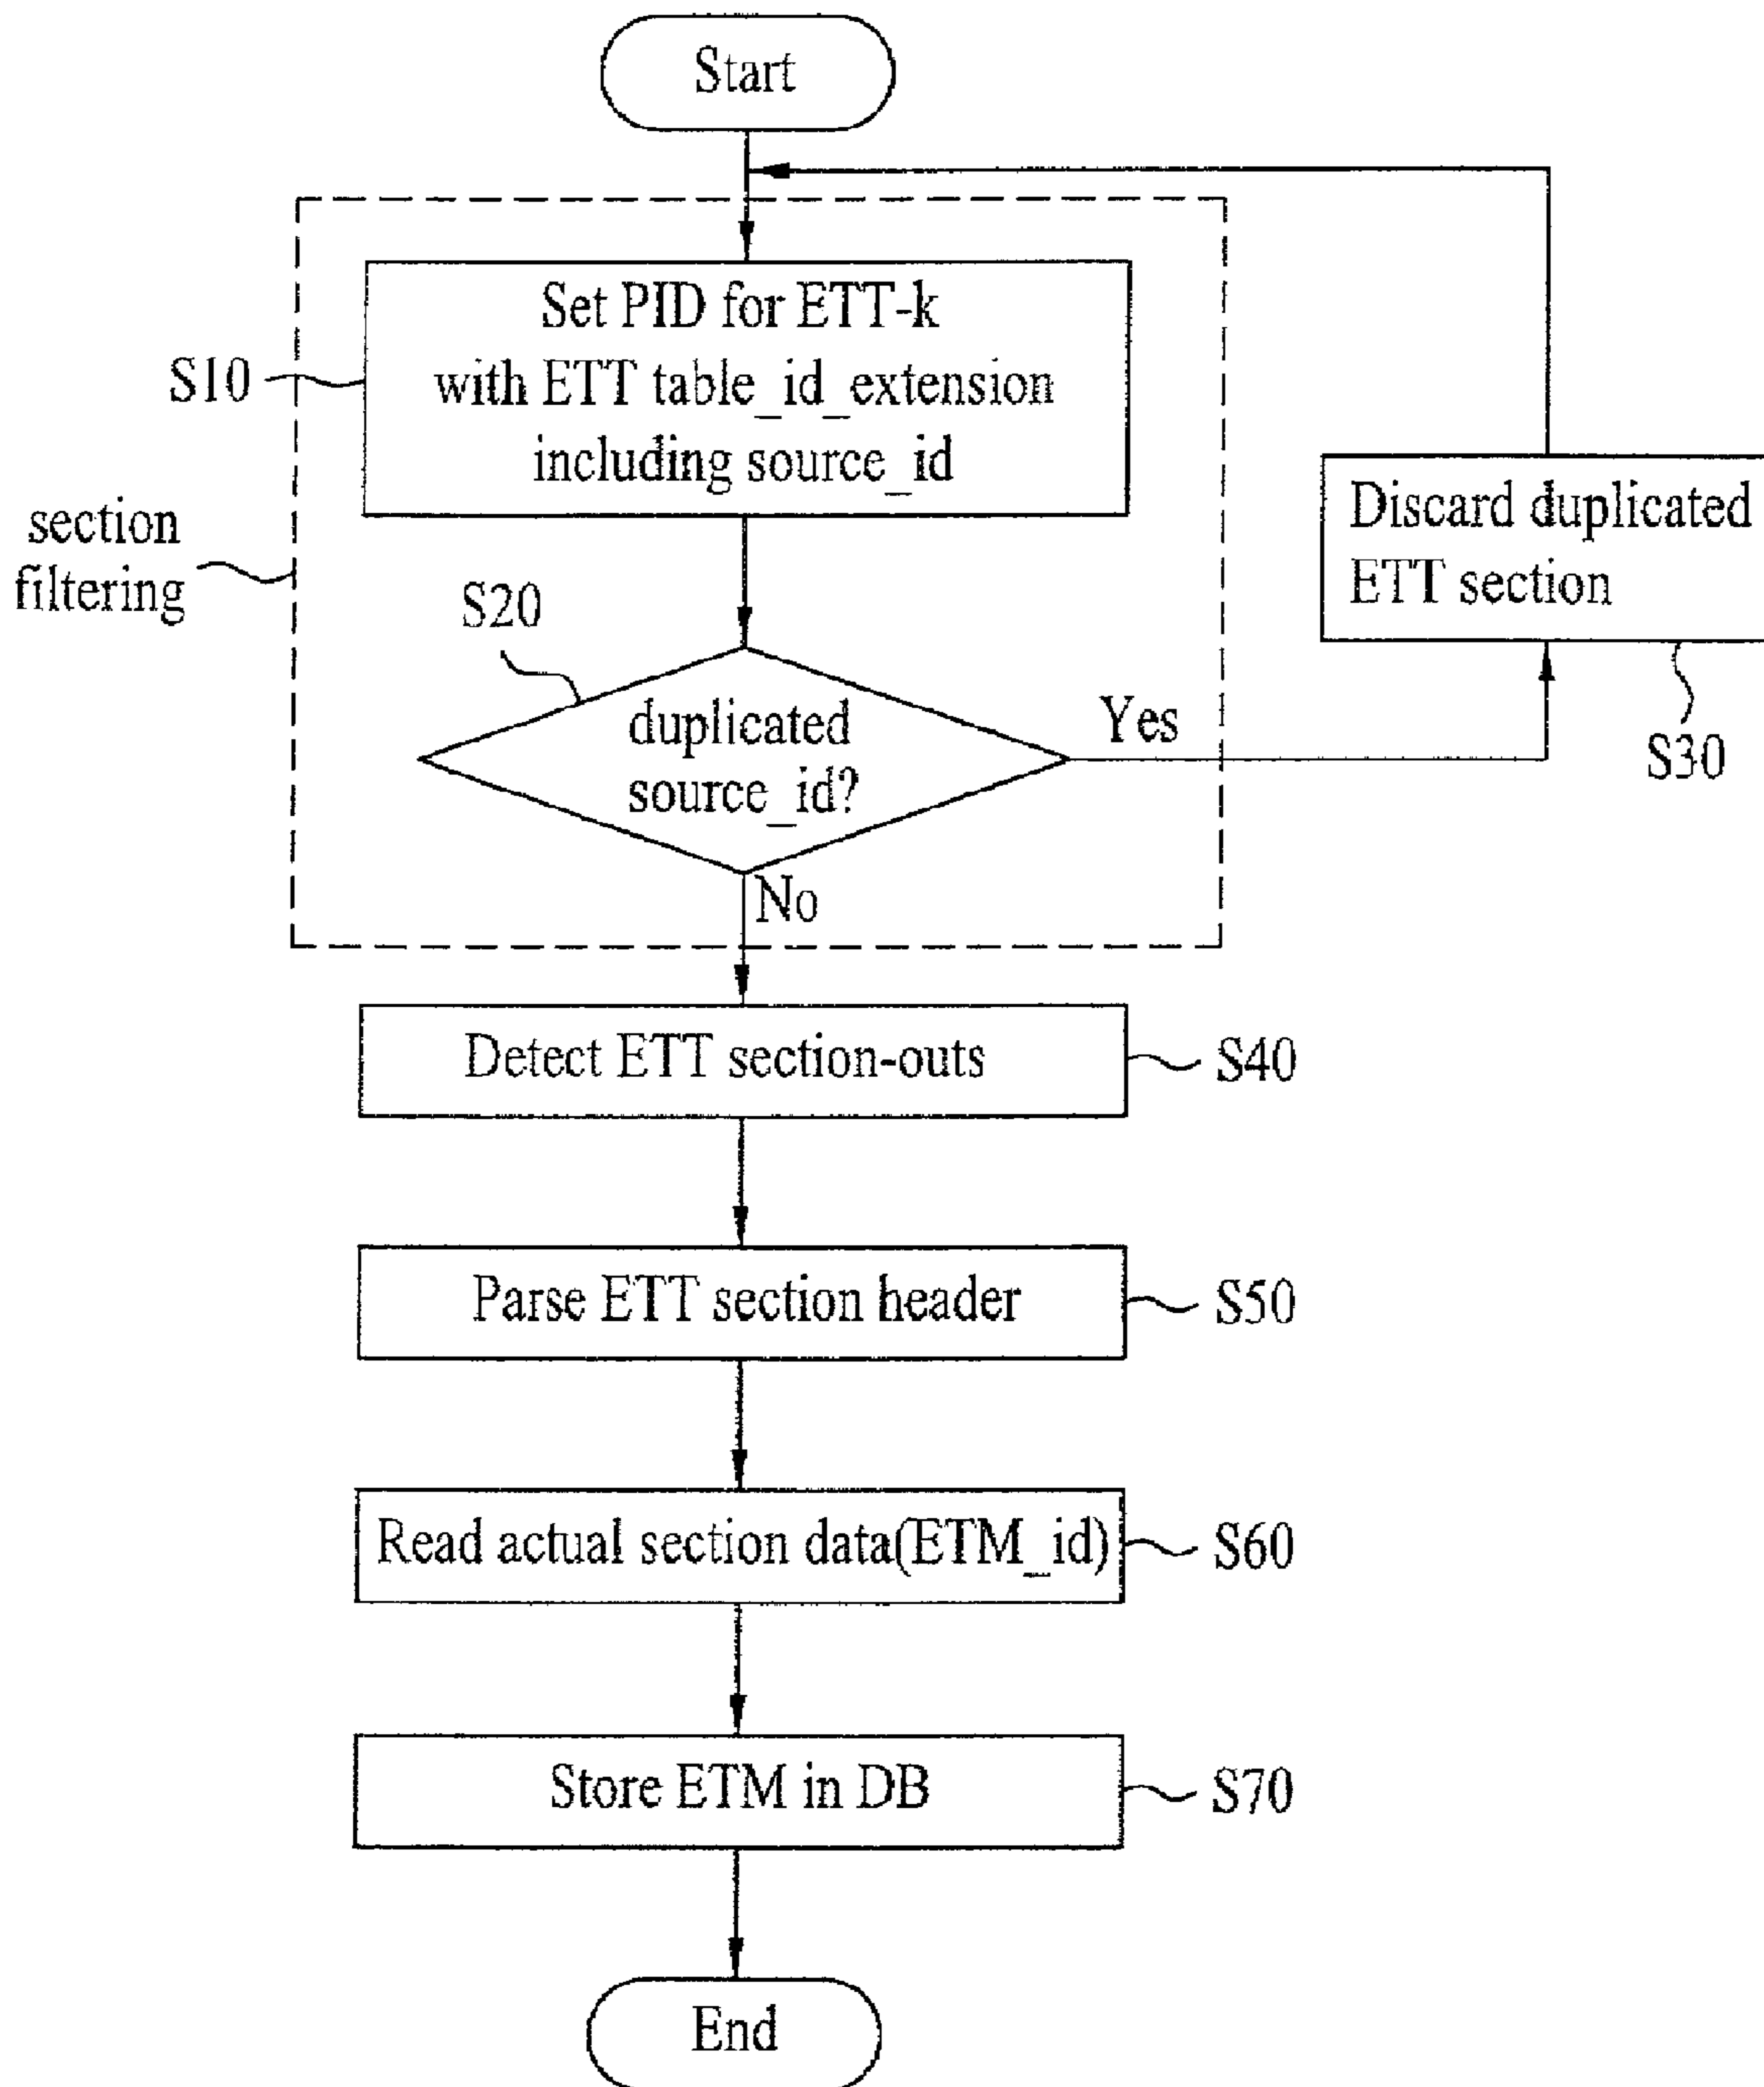 Start
Set PID for ETT-k
with ETT table_id_extension
including source_id
S10
section
filtering
Discard duplicated
ETT section
S20
duplicated
source_id?
Yes
S30
No
Detect ETT section-outs
S40
Parse ETT section header
S50
Read actual section data(ETM_id)
S60
Store ETM in DB
S70
End